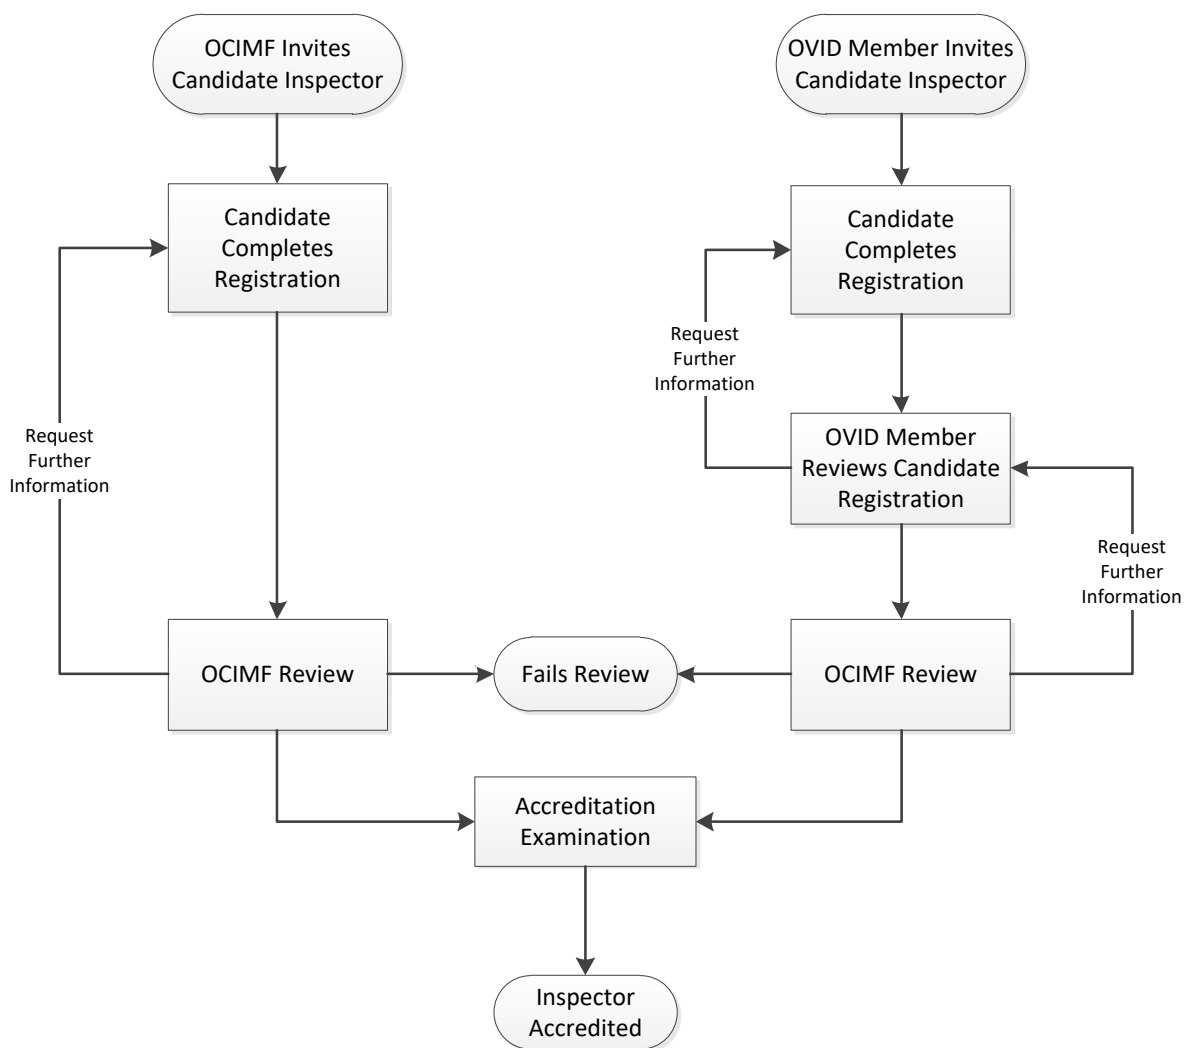 OCIMF Invites
Candidate Inspector
OVID Member Invites
Candidate Inspector
Candidate
Completes
Registration
Candidate
Completes
Registration
Request
Further
Information
Request
Further
Information
OVID Member
Reviews Candidate
Registration
Request
Further
Information
OCIMF Review
Fails Review
OCIMF Review
Accreditation
Examination
Inspector
Accredited